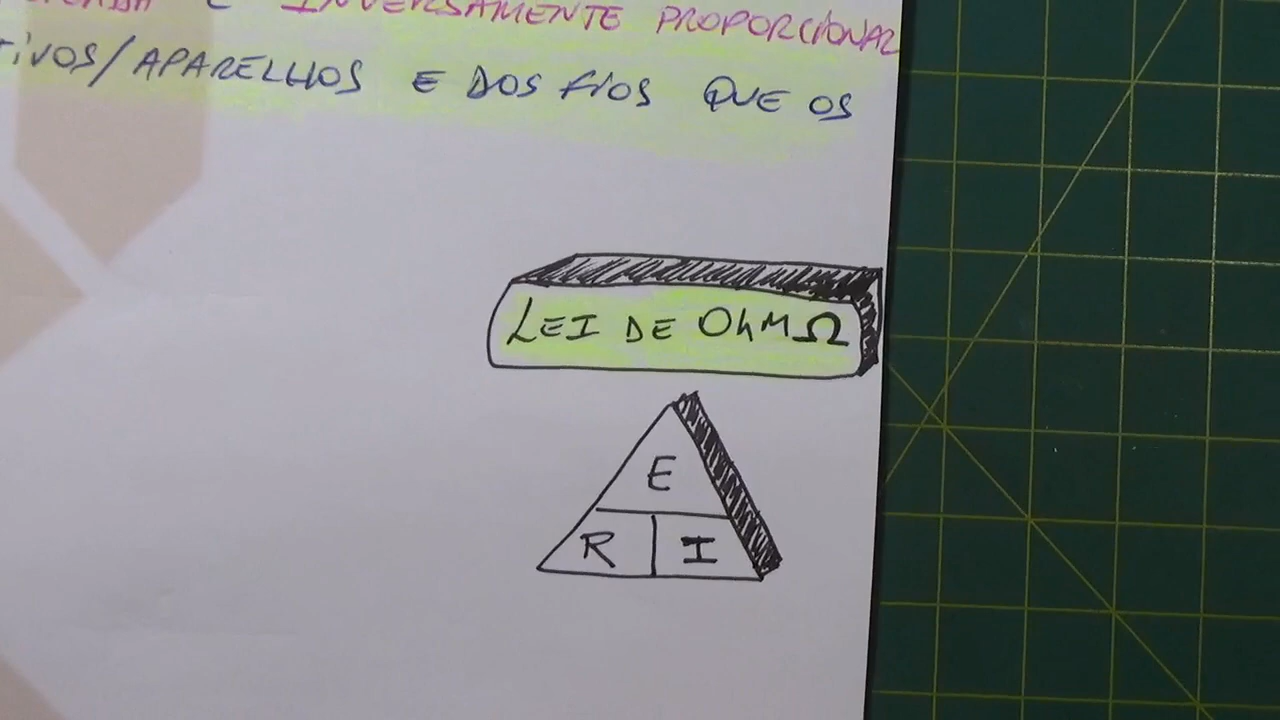 E INVERSAMENTE PROPORCIONAL
TIVOS/APARELHOS E DOS FIOS QUE OS
LEI DE OhM Ω
E
R I